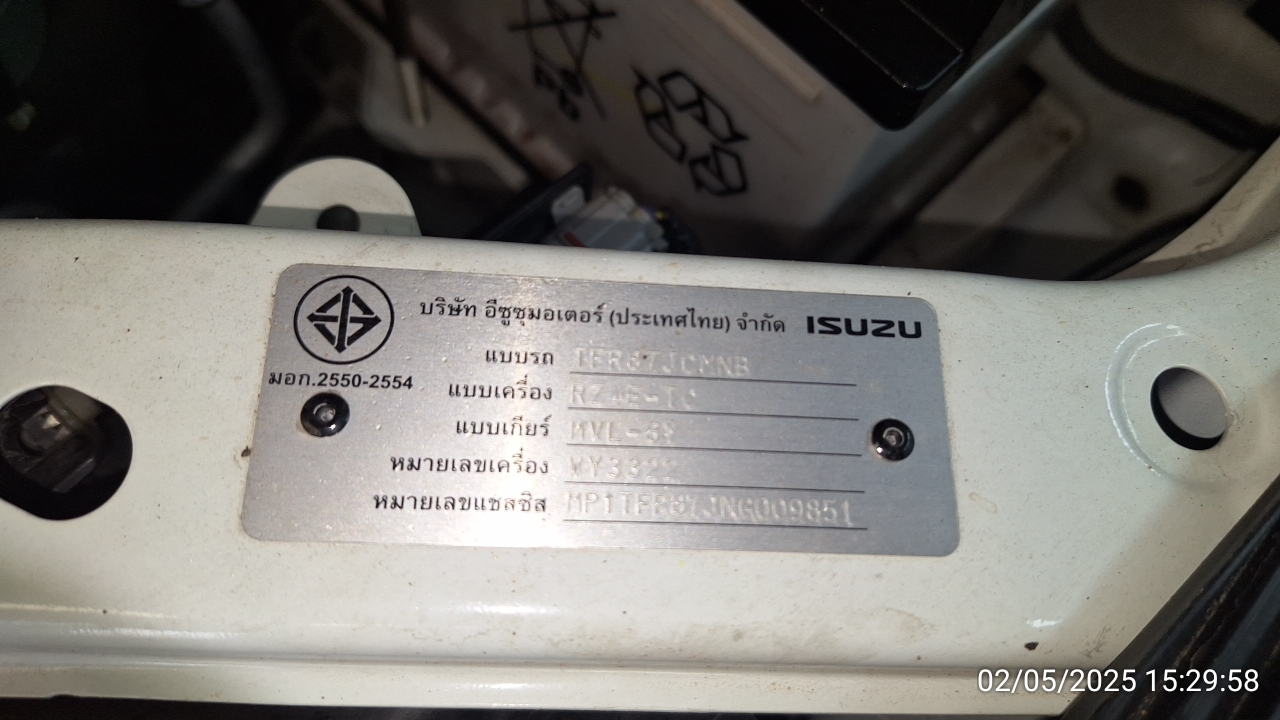 บริษัท อีซูซุมอเตอร์ (ประเทศไทย) จำกัด ISUZU
มอก.2550-2554
แบบรถ TFR87JCMNB
แบบเครื่อง RZ4E-TC
แบบเกียร์
หมายเลขเครื่อง
หมายเลขแชสซิส MP1TFR87JNG009851
02/05/2025 15:29:58